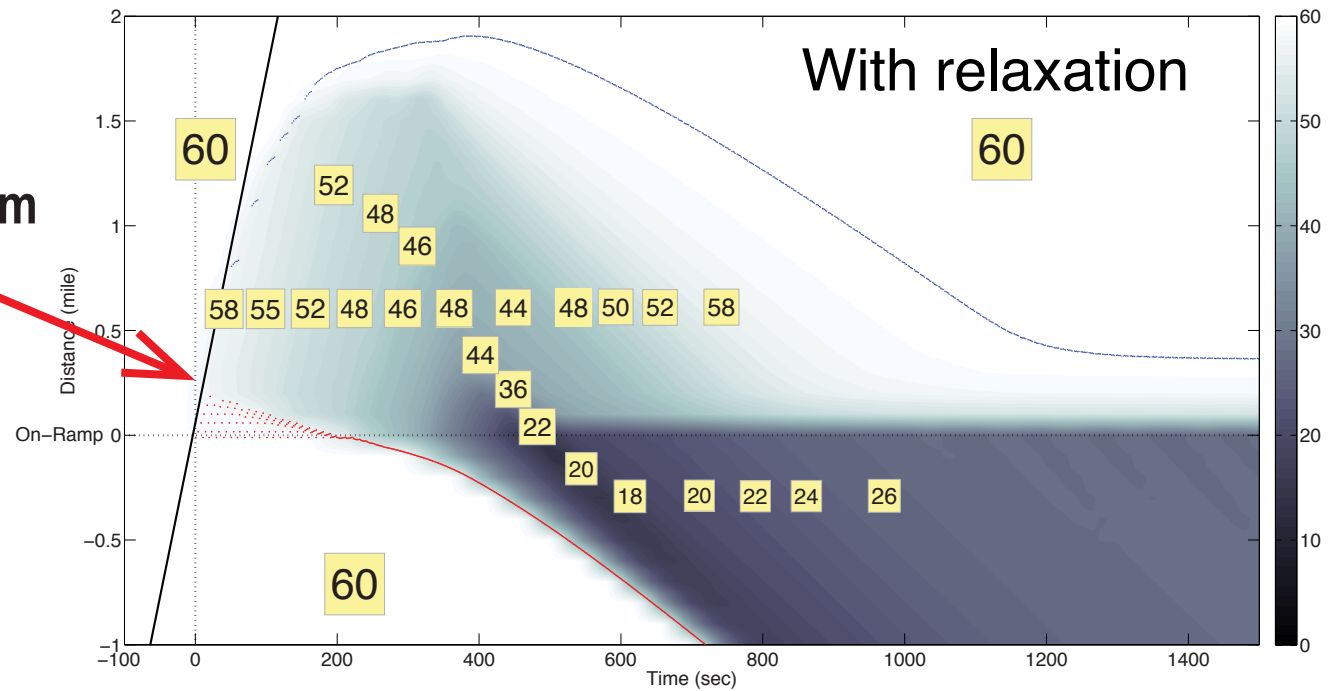 With relaxation
m
Distance (mile)
2
1.5
1
0.5
On−Ramp 0
−0.5
−1
60
60
52
48
46
58 55 52 48 46 48 44 48 50 52 58
44
36
22
20
18 20 22 24 26
60
−100 0 200 400 600 800 1000 1200 1400
Time (sec)
60
50
40
30
20
10
0